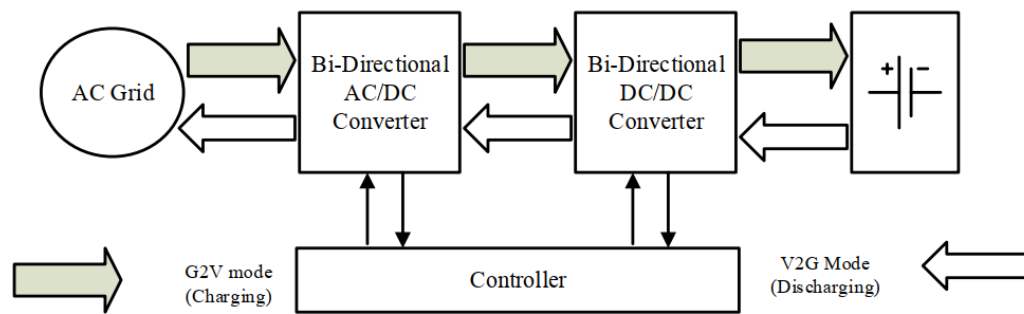 AC Grid
Bi-Directional
AC/DC
Converter
Bi-Directional
DC/DC
Converter
+ −
G2V mode
(Charging)
Controller
V2G Mode
(Discharging)